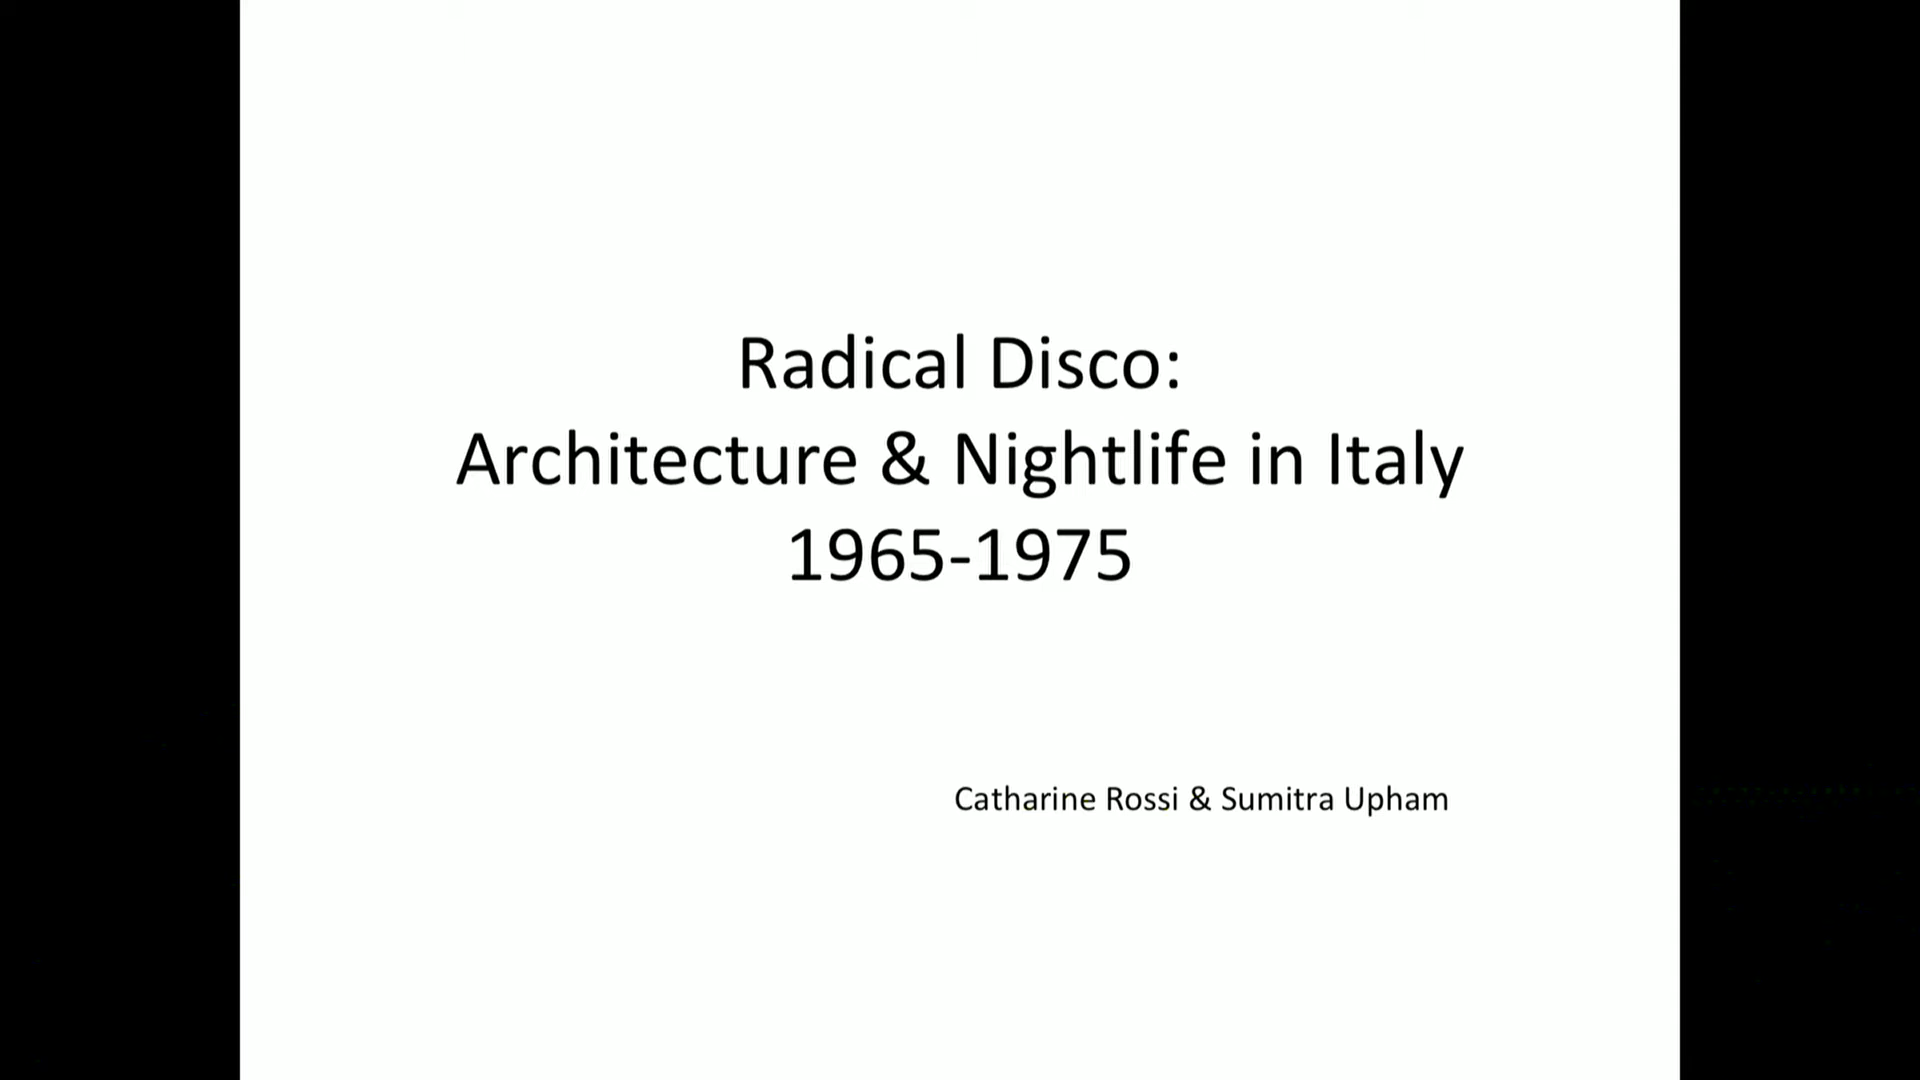 Radical Disco:
Architecture & Nightlife in Italy
1965-1975
Catharine Rossi & Sumitra Upham